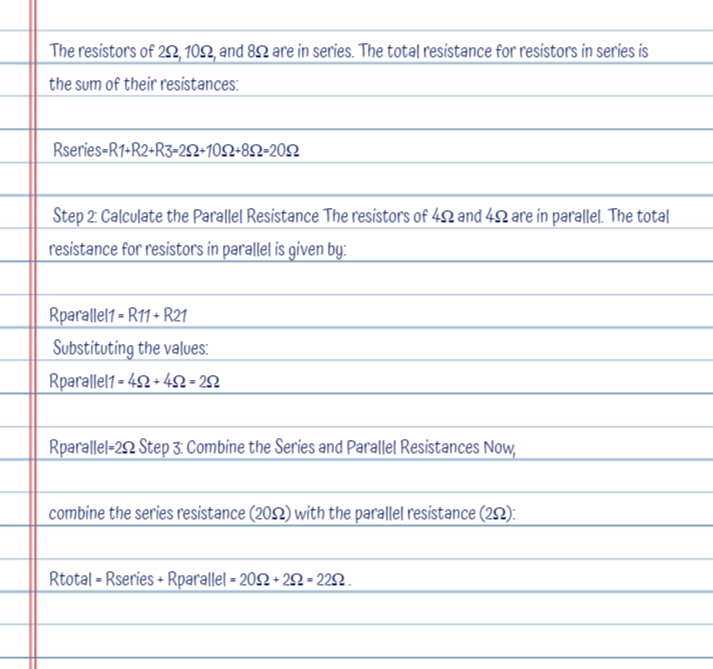 The resistors of 2Ω, 10Ω, and 8Ω are in series. The total resistance for resistors in series is
the sum of their resistances:
Rseries=R1+R2+R3=2Ω+10Ω+8Ω=20Ω
Step 2: Calculate the Parallel Resistance The resistors of 4Ω and 4Ω are in parallel. The total
resistance for resistors in parallel is given by:
Rparallel1 = R11 + R21
Substituting the values:
Rparallel1 = 4Ω + 4Ω = 2Ω
Rparallel=2Ω Step 3: Combine the Series and Parallel Resistances Now,
combine the series resistance (20Ω) with the parallel resistance (2Ω):
Rtotal = Rseries + Rparallel = 20Ω + 2Ω = 22Ω .